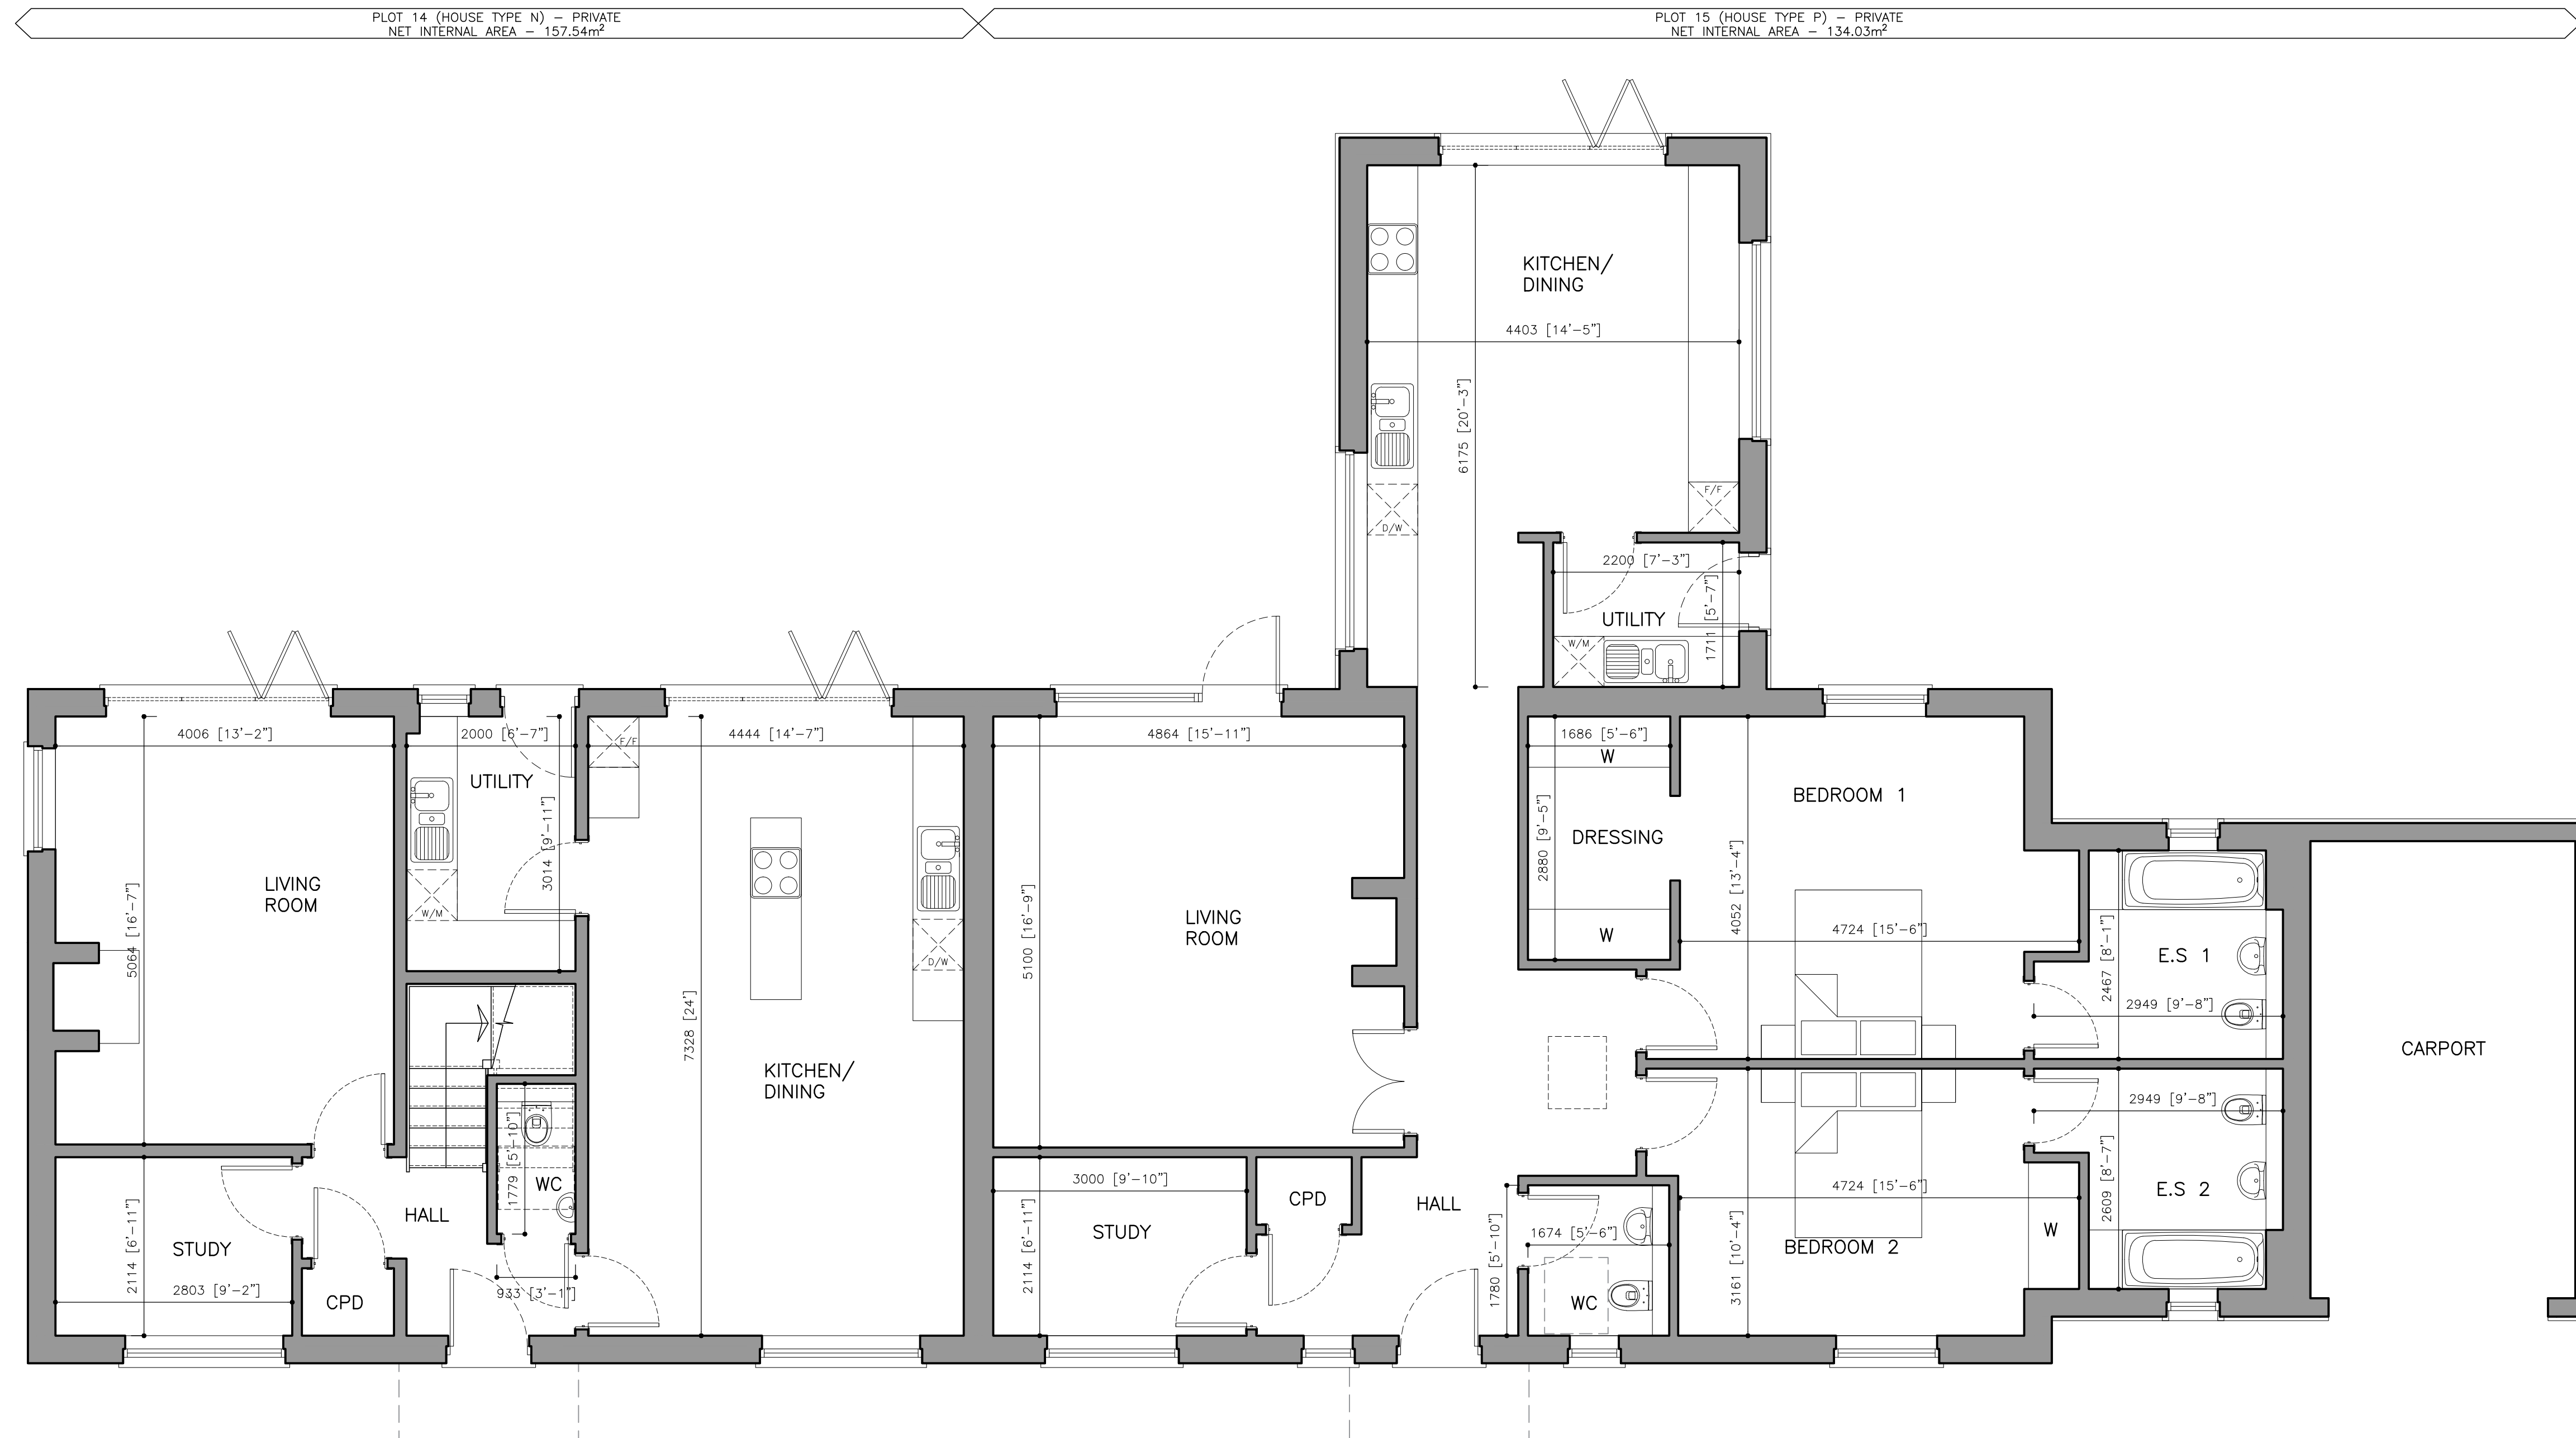 PLOT 14 (HOUSE TYPE N) – PRIVATE
NET INTERNAL AREA – 157.54m²
PLOT 15 (HOUSE TYPE P) – PRIVATE
NET INTERNAL AREA – 134.03m²
KITCHEN/
DINING
4403 [14'–5"]
6175 [20'–3"]
D/W
F/F
2200 [7'–3"]
1711 [5'–7"]
UTILITY
W/M
4006 [13'–2"]
5064 [16'–7"]
LIVING
ROOM
2000 [6'–7"]
UTILITY
3014 [9'–11"]
W/M
F/F
4444 [14'–7"]
7328 [24']
D/W
KITCHEN/
DINING
4864 [15'–11"]
5100 [16'–9"]
LIVING
ROOM
1686 [5'–6"]
W
2880 [9'–5"]
DRESSING
W
BEDROOM 1
4052 [13'–4"]
4724 [15'–6"]
2467 [8'–1"]
E.S 1
2949 [9'–8"]
CARPORT
1779 [5'–10"]
WC
933 [3'–1"]
HALL
STUDY
2114 [6'–11"]
2803 [9'–2"]
CPD
3000 [9'–10"]
2114 [6'–11"]
STUDY
CPD
HALL
1780 [5'–10"]
1674 [5'–6"]
WC
4724 [15'–6"]
3161 [10'–4"]
BEDROOM 2
W
2949 [9'–8"]
2609 [8'–7"]
E.S 2